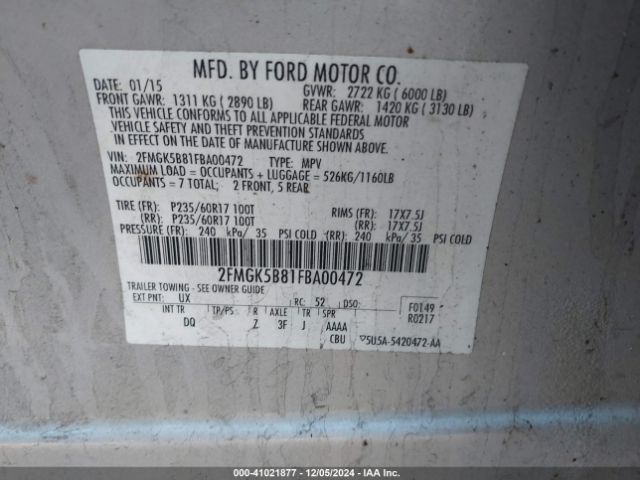 MFD. BY FORD MOTOR CO.
DATE: 01/15 GVWR: 2722 KG ( 6000 LB)
FRONT GAWR: 1311 KG ( 2890 LB) REAR GAWR: 1420 KG ( 3130 LB)
THIS VEHICLE CONFORMS TO ALL APPLICABLE FEDERAL MOTOR
VEHICLE SAFETY AND THEFT PREVENTION STANDARDS
IN EFFECT ON THE DATE OF MANUFACTURE SHOWN ABOVE.
VIN: 2FMGK5B81FBA00472 TYPE: MPV
MAXIMUM LOAD = OCCUPANTS + LUGGAGE = 526KG/1160LB
OCCUPANTS = 7 TOTAL; 2 FRONT, 5 REAR
TIRE (FR): P235/60R17 100T RIMS (FR): 17X7.5J
(RR): P235/60R17 100T (RR): 17X7.5J
PRESSURE (FR): 240 kPa/ 35 PSI COLD (RR): 240 kPa/ 35 PSI COLD
2FMGK5B81FBA00472
TRAILER TOWING - SEE OWNER GUIDE
EXT PNT: UX RC: 52 DSO: F0149
INT TR TP/PS R AXLE TR SPR R0217
DQ Z 3F J AAAA
CBU ▽5U5A-5420472-AA
000-41021877 - 12/05/2024 - IAA Inc.